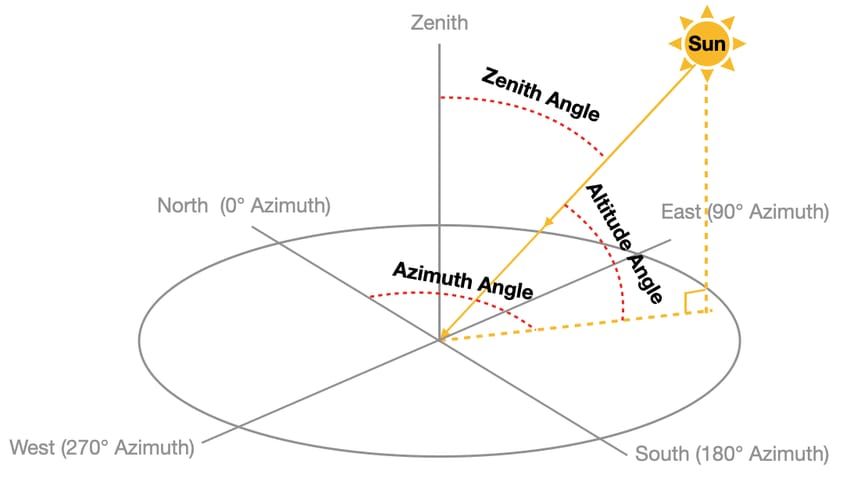 Zenith
Sun
Zenith Angle
North (0° Azimuth)
Altitude Angle
East (90° Azimuth)
Azimuth Angle
West (270° Azimuth)
South (180° Azimuth)